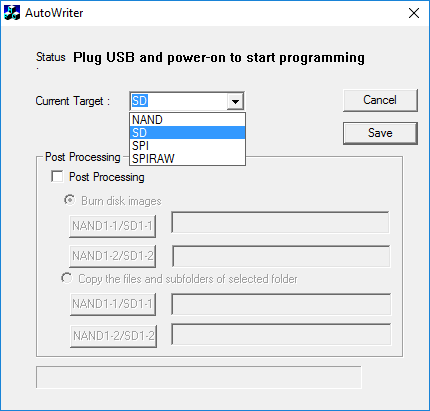 AutoWriter
Status : Plug USB and power-on to start programming
Current Target : SD
Cancel
NAND
SD
SPI
SPIRAW
Save
Post Processing
Post Processing
Burn disk images
NAND1-1/SD1-1
NAND1-2/SD1-2
Copy the files and subfolders of selected folder
NAND1-1/SD1-1
NAND1-2/SD1-2